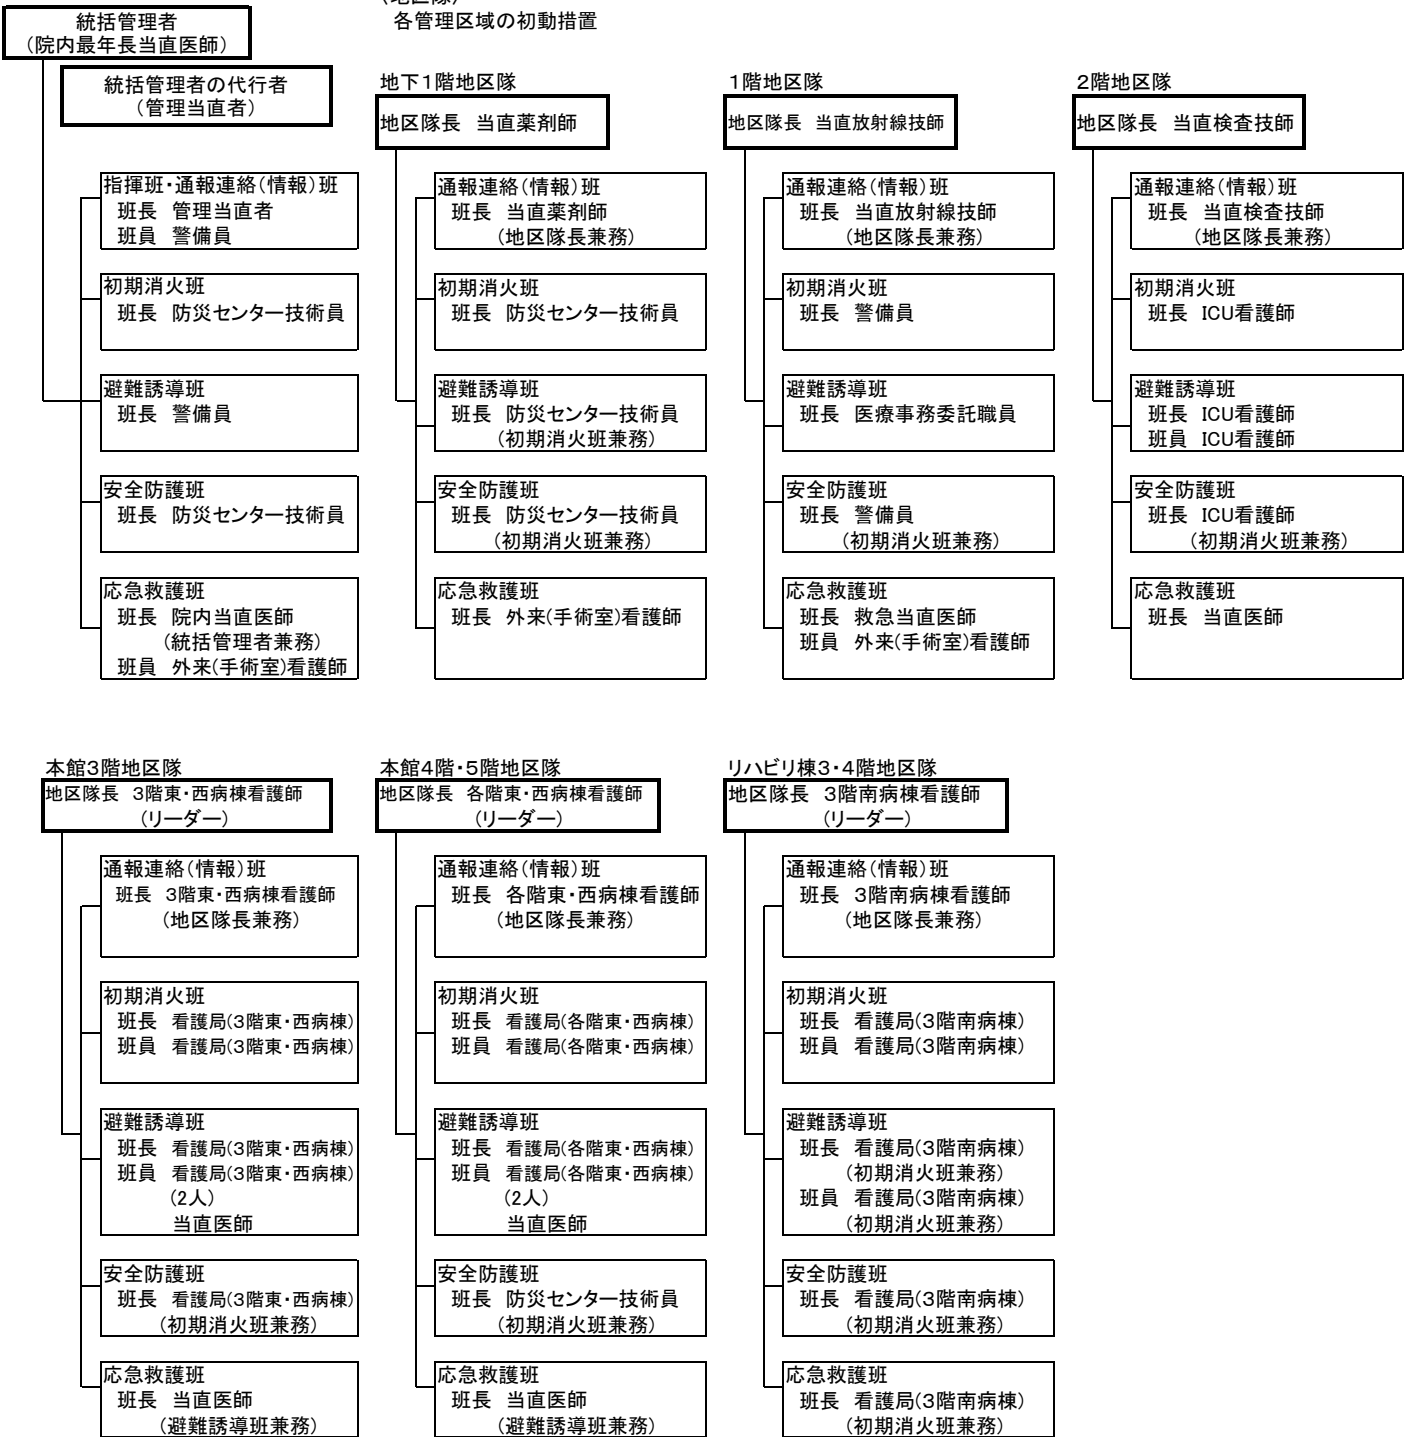 (地区隊)
各管理区域の初動措置
統括管理者
(院内最年長当直医師)
統括管理者の代行者
(管理当直者)
指揮班・通報連絡(情報)班
班長 管理当直者
班員 警備員
初期消火班
班長 防災センター技術員
避難誘導班
班長 警備員
安全防護班
班長 防災センター技術員
応急救護班
班長 院内当直医師
(統括管理者兼務)
班員 外来(手術室)看護師
地下1階地区隊
地区隊長 当直薬剤師
通報連絡(情報)班
班長 当直薬剤師
(地区隊長兼務)
初期消火班
班長 防災センター技術員
避難誘導班
班長 防災センター技術員
(初期消火班兼務)
安全防護班
班長 防災センター技術員
(初期消火班兼務)
応急救護班
班長 外来(手術室)看護師
1階地区隊
地区隊長 当直放射線技師
通報連絡(情報)班
班長 当直放射線技師
(地区隊長兼務)
初期消火班
班長 警備員
避難誘導班
班長 医療事務委託職員
安全防護班
班長 警備員
(初期消火班兼務)
応急救護班
班長 救急当直医師
班員 外来(手術室)看護師
2階地区隊
地区隊長 当直検査技師
通報連絡(情報)班
班長 当直検査技師
(地区隊長兼務)
初期消火班
班長 ICU看護師
避難誘導班
班長 ICU看護師
班員 ICU看護師
安全防護班
班長 ICU看護師
(初期消火班兼務)
応急救護班
班長 当直医師
本館3階地区隊
地区隊長 3階東・西病棟看護師
(リーダー)
通報連絡(情報)班
班長 3階東・西病棟看護師
(地区隊長兼務)
初期消火班
班長 看護局(3階東・西病棟)
班員 看護局(3階東・西病棟)
避難誘導班
班長 看護局(3階東・西病棟)
班員 看護局(3階東・西病棟)
(2人)
当直医師
安全防護班
班長 看護局(3階東・西病棟)
(初期消火班兼務)
応急救護班
班長 当直医師
(避難誘導班兼務)
本館4階・5階地区隊
地区隊長 各階東・西病棟看護師
(リーダー)
通報連絡(情報)班
班長 各階東・西病棟看護師
(地区隊長兼務)
初期消火班
班長 看護局(各階東・西病棟)
班員 看護局(各階東・西病棟)
避難誘導班
班長 看護局(各階東・西病棟)
班員 看護局(各階東・西病棟)
(2人)
当直医師
安全防護班
班長 防災センター技術員
(初期消火班兼務)
応急救護班
班長 当直医師
(避難誘導班兼務)
リハビリ棟3・4階地区隊
地区隊長 3階南病棟看護師
(リーダー)
通報連絡(情報)班
班長 3階南病棟看護師
(地区隊長兼務)
初期消火班
班長 看護局(3階南病棟)
班員 看護局(3階南病棟)
避難誘導班
班長 看護局(3階南病棟)
(初期消火班兼務)
班員 看護局(3階南病棟)
(初期消火班兼務)
安全防護班
班長 看護局(3階南病棟)
(初期消火班兼務)
応急救護班
班長 看護局(3階南病棟)
(初期消火班兼務)